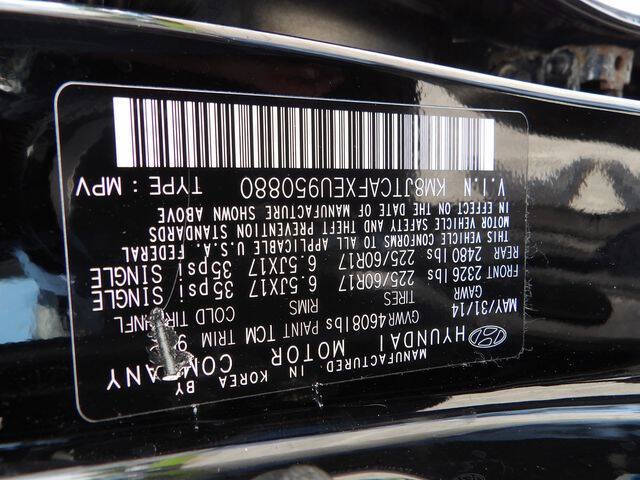 MANUFACTURED IN KOREA BY
HYUNDAI MOTOR COMPANY
MAY/31/14 GVWR 4608lbs PAINT TCM TRIM
GAWR TIRES RIMS COLD
FRONT 2326 lbs 225/60R17 6.5JX17 35psi SINGLE
REAR 2480 lbs 225/60R17 6.5JX17 35psi SINGLE
THIS VEHICLE CONFORMS TO ALL APPLICABLE U.S.A. FEDERAL
MOTOR VEHICLE SAFETY AND THEFT PREVENTION STANDARDS
IN EFFECT ON THE DATE OF MANUFACTURE SHOWN ABOVE
V.I.N KM8JTCAFXEU950880 TYPE : MPV